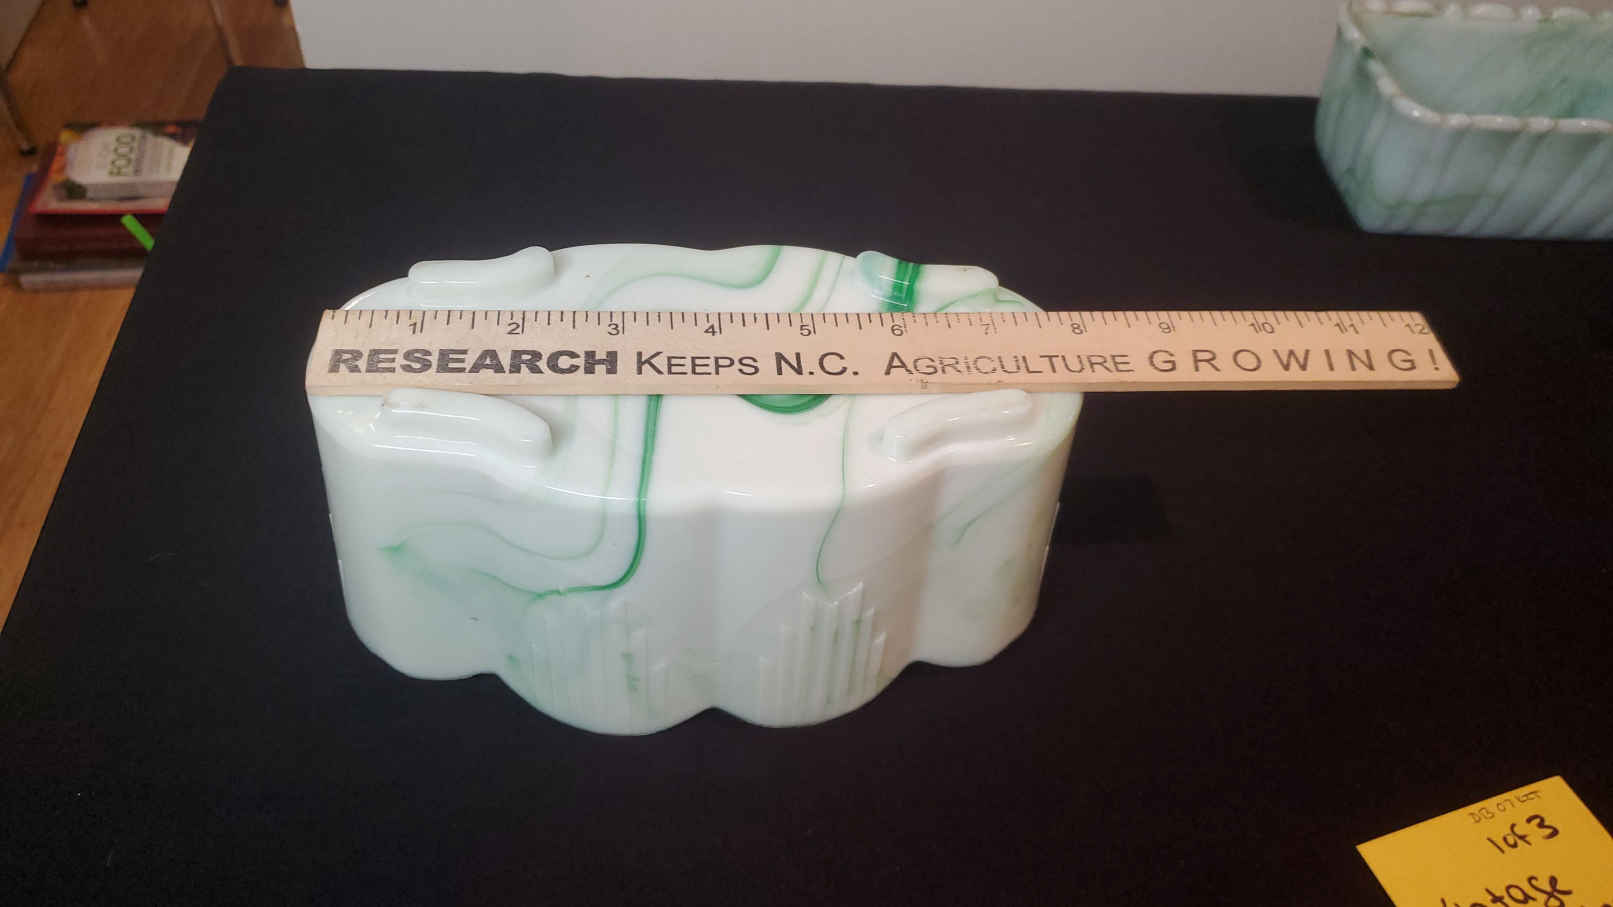 FOOD
1 2 3 4 5 6 7 8 9 10 11 12
RESEARCH KEEPS N.C. AGRICULTURE GROWING!
1 of 3